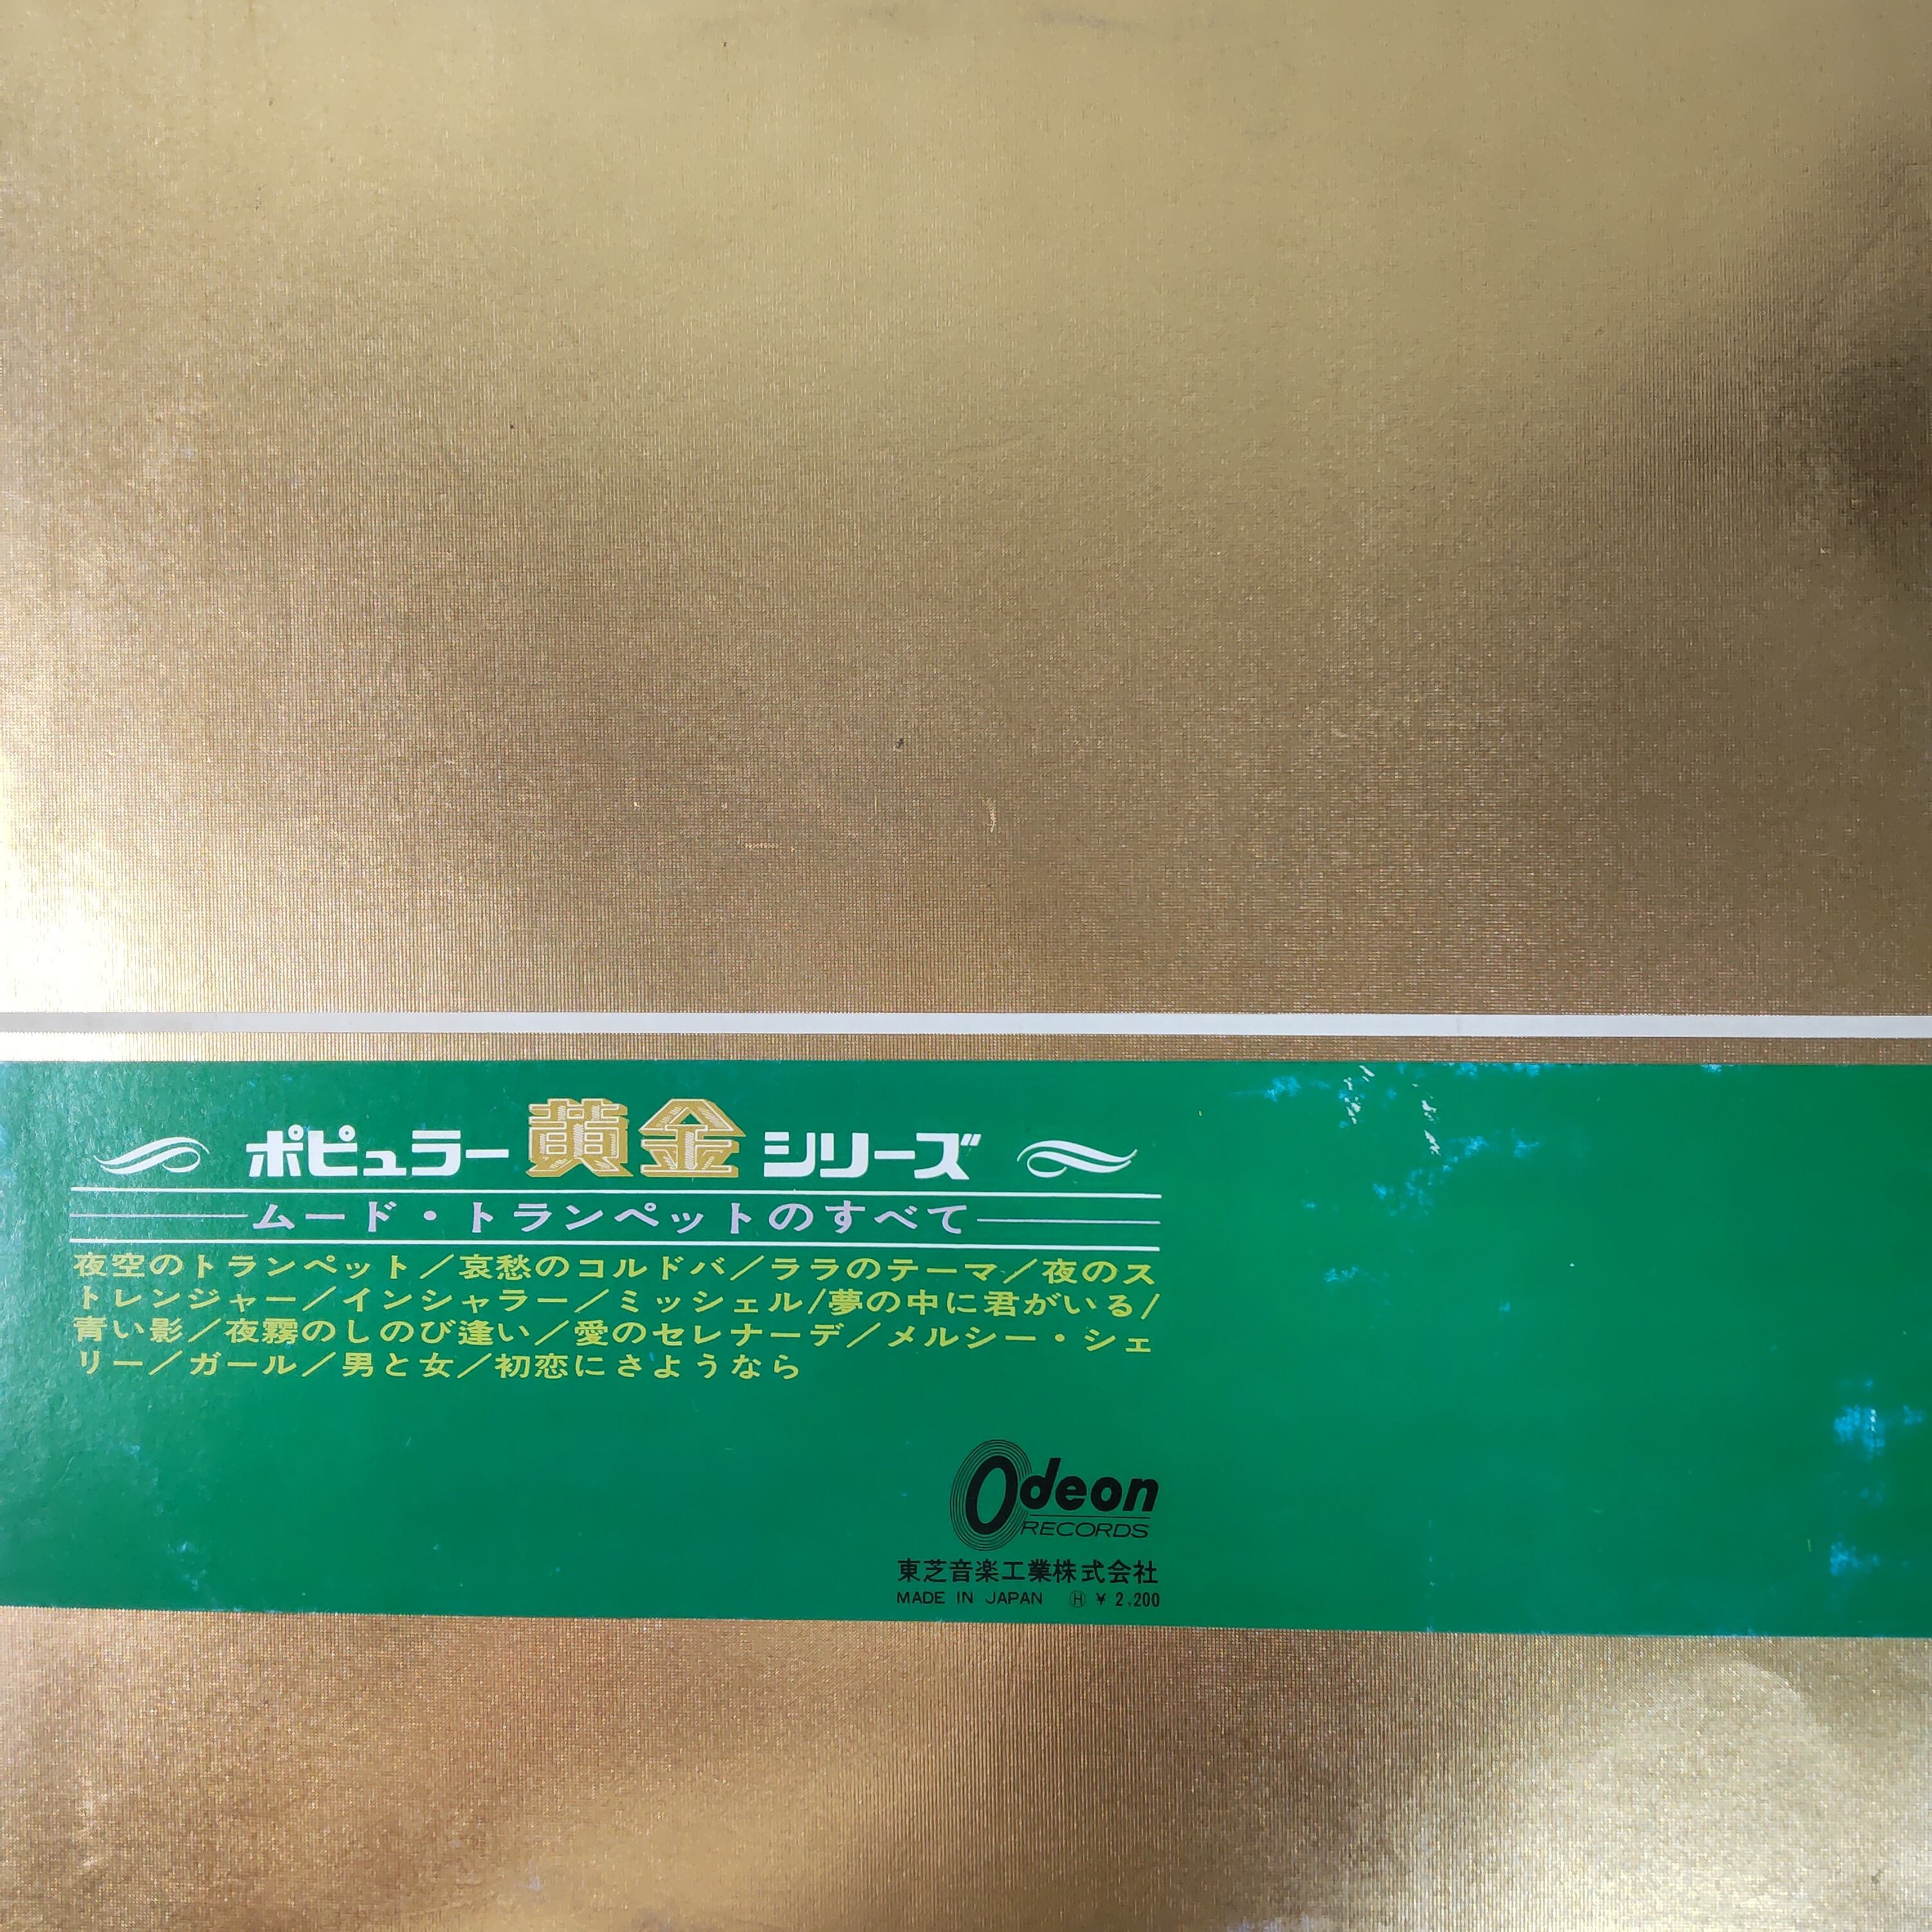 ポピュラー黄金シリーズ
ムード・トランペットのすべて
夜空のトランペット／哀愁のコルドバ／ララのテーマ／夜のス
トレンジャー／インシャラー／ミッシェル/夢の中に君がいる/
青い影／夜霧のしのび逢い／愛のセレナーデ／メルシー・シェ
リー／ガール／男と女／初恋にさようなら
Odeon
RECORDS
東芝音楽工業株式会社
MADE IN JAPAN Ⓗ ¥ 2,200